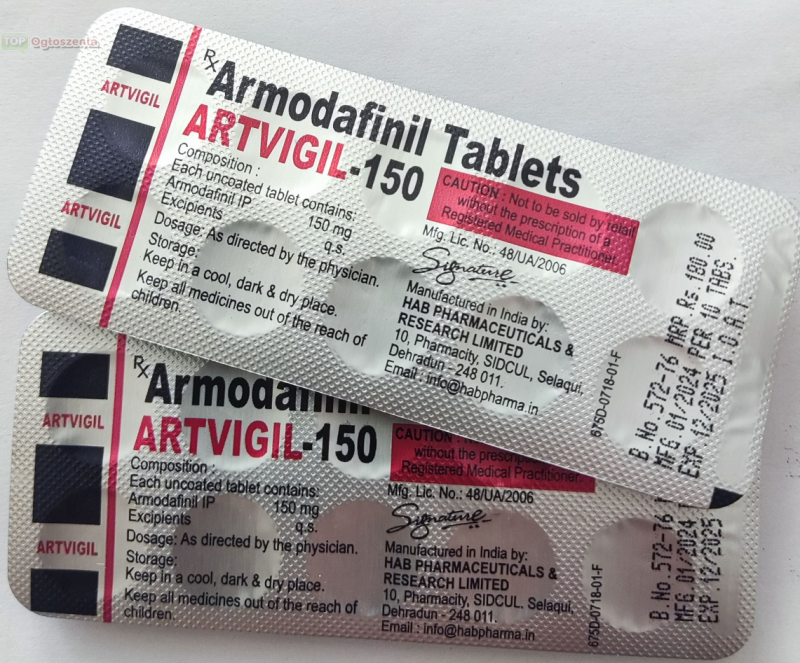 TOP Ogłoszenia
ARTVIGIL
ARTVIGIL
Rx Armodafinil Tablets
ARTVIGIL-150
Composition :
Each uncoated tablet contains:
Armodafinil IP 150 mg
Excipients q.s.
Dosage: As directed by the physician.
Storage:
Keep in a cool, dark & dry place.
Keep all medicines out of the reach of
children.
CAUTION : Not to be sold by retail
without the prescription of a
Registered Medical Practitioner.
Mfg. Lic. No.: 48/UA/2006
Signature
Manufactured in India by:
HAB PHARMACEUTICALS &
RESEARCH LIMITED
10, Pharmacity, SIDCUL, Selaqui,
Dehradun - 248 011.
Email : info@habpharma.in
675D-0718-01-F
B.No.572-76 MRP Rs.180.00
MFG.01/2024 PER 10 TABS.
EXP.12/2025 I.O.A.T.
ARTVIGIL
ARTVIGIL
Rx Armodafinil
ARTVIGIL-150
Composition :
Each uncoated tablet contains:
Armodafinil IP 150 mg
Excipients q.s.
Dosage: As directed by the physician.
Storage:
Keep in a cool, dark & dry place.
Keep all medicines out of the reach of
children.
CAUTION :
without the
Registered Medical Practitioner.
Mfg. Lic. No.: 48/UA/2006
Signature
Manufactured in India by:
HAB PHARMACEUTICALS &
RESEARCH LIMITED
10, Pharmacity, SIDCUL. Selaqui,
Dehradun - 248 011.
Email : info@habpharma.in
675D-0718-01-F
B.No.572-76
MFG.01/2024
EXP.12/2025